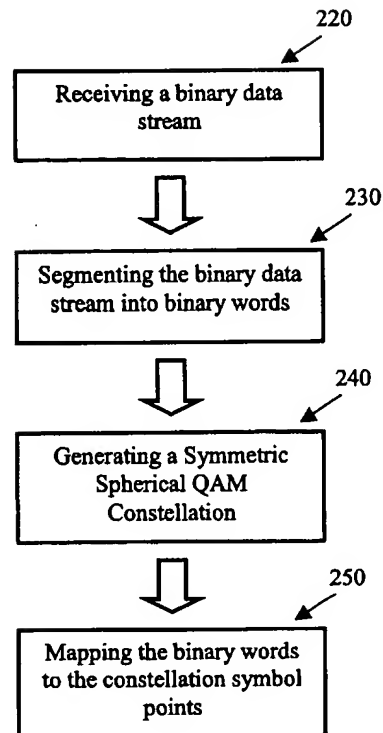 220
Receiving a binary data
stream
230
Segmenting the binary data
stream into binary words
240
Generating a Symmetric
Spherical QAM
Constellation
250
Mapping the binary words
to the constellation symbol
points